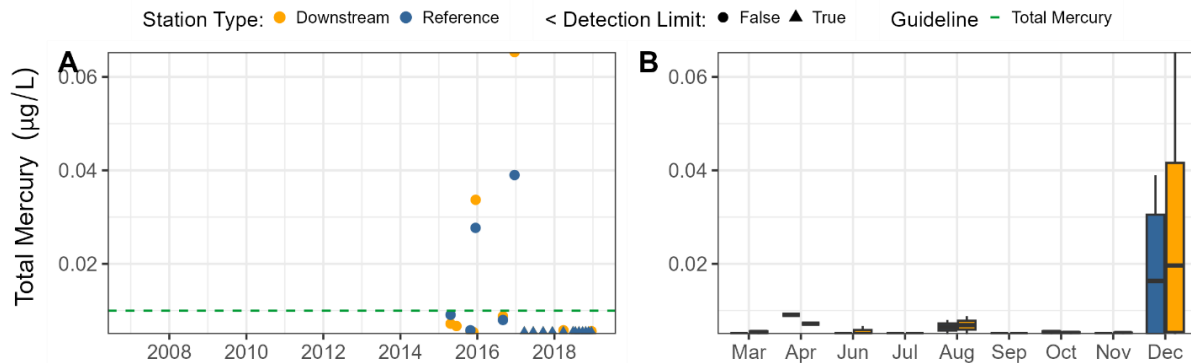 Station Type: Downstream Reference < Detection Limit: False True Guideline Total Mercury
A
B
Total Mercury (µg/L)
0.06
0.04
0.02
2008 2010 2012 2014 2016 2018
0.06
0.04
0.02
Mar Apr Jun Jul Aug Sep Oct Nov Dec